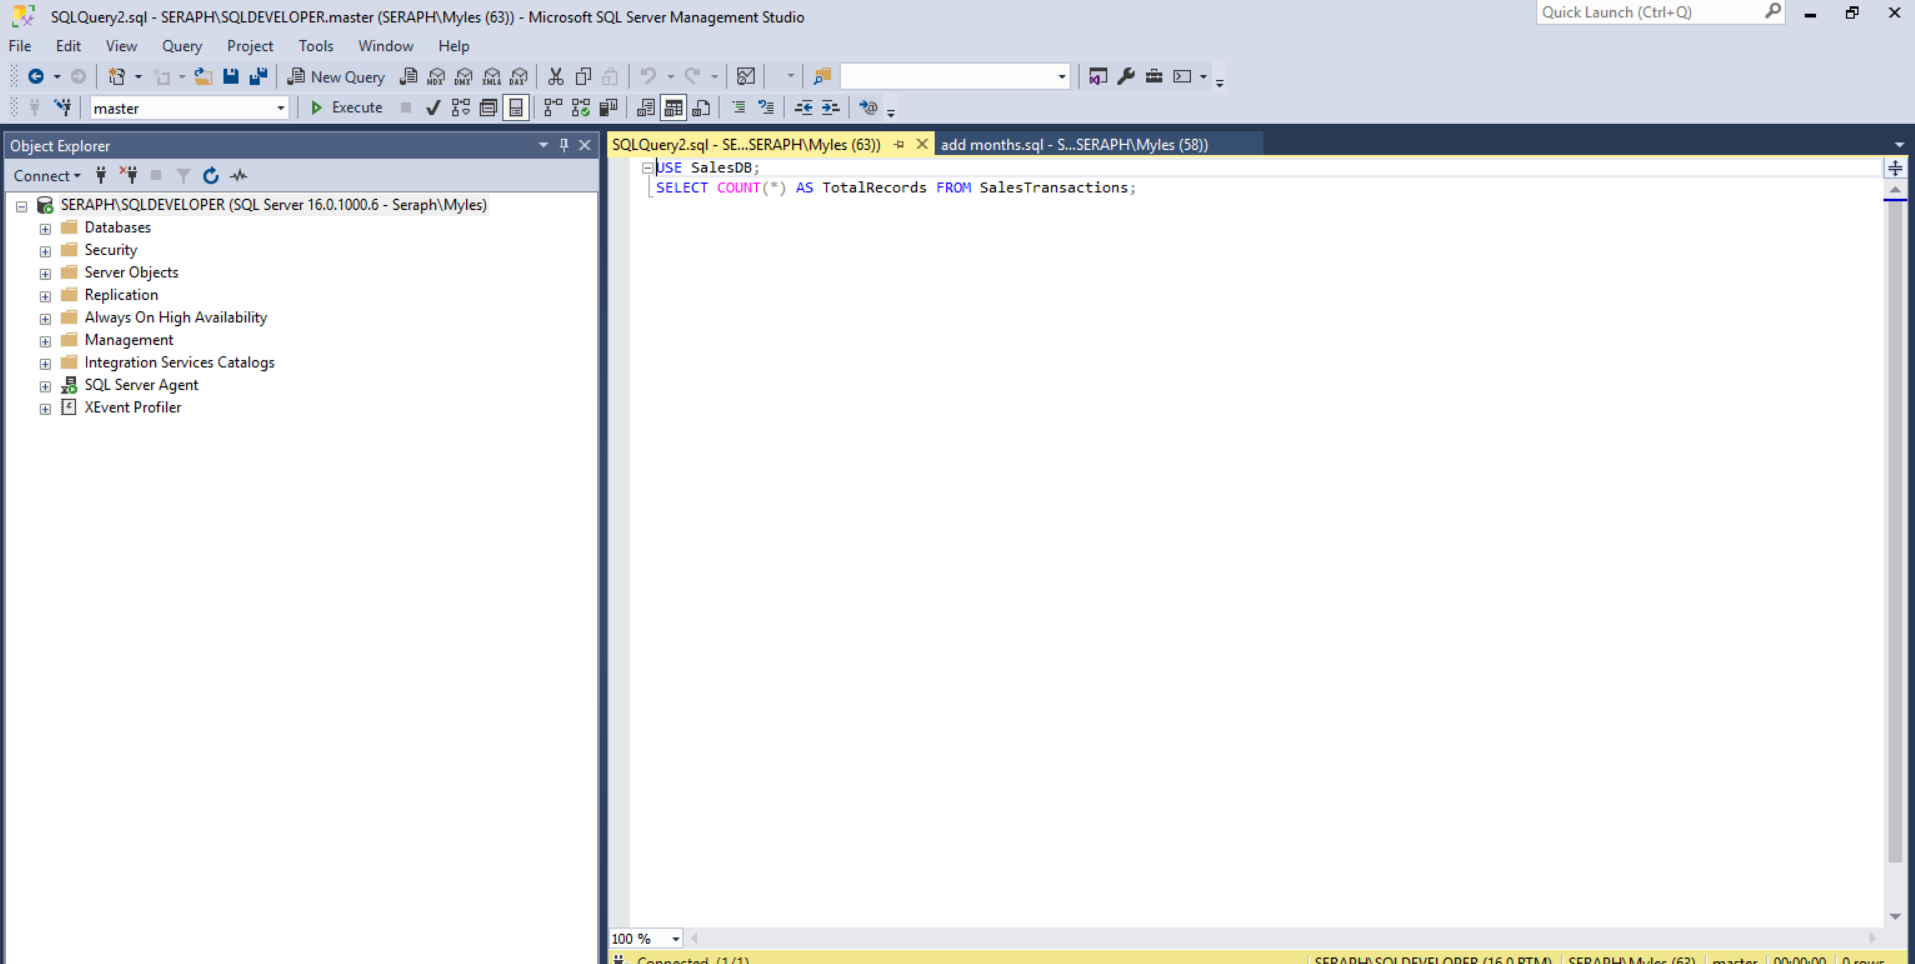 SQLQuery2.sql - SERAPH\SQLDEVELOPER.master (SERAPH\Myles (63)) - Microsoft SQL Server Management Studio
Quick Launch (Ctrl+Q)
File Edit View Query Project Tools Window Help
New Query MDX DMX XMLA DAX
master Execute
Object Explorer
Connect
SERAPH\SQLDEVELOPER (SQL Server 16.0.1000.6 - Seraph\Myles)
Databases
Security
Server Objects
Replication
Always On High Availability
Management
Integration Services Catalogs
SQL Server Agent
XEvent Profiler
SQLQuery2.sql - SE...SERAPH\Myles (63)) add months.sql - S...SERAPH\Myles (58))
USE SalesDB;
SELECT COUNT(*) AS TotalRecords FROM SalesTransactions;
100 %
Connected. (1/1) SERAPH\SQLDEVELOPER (16.0 RTM) SERAPH\Myles (63) master 00:00:00 0 rows